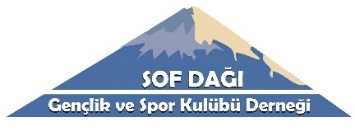 SOF DAĞI
Gençlik ve Spor Kulübü Derneği